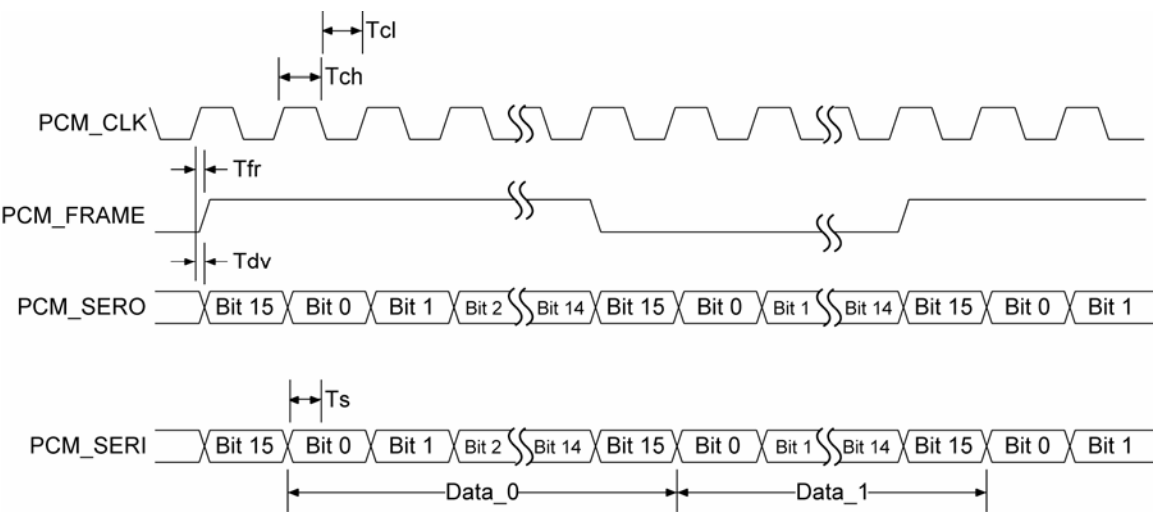 Tcl
Tch
PCM_CLK
Tfr
PCM_FRAME
Tdv
PCM_SERO Bit 15 Bit 0 Bit 1 Bit 2 Bit 14 Bit 15 Bit 0 Bit 1 Bit 14 Bit 15 Bit 0 Bit 1
Ts
PCM_SERI Bit 15 Bit 0 Bit 1 Bit 2 Bit 14 Bit 15 Bit 0 Bit 1 Bit 14 Bit 15 Bit 0 Bit 1
Data_0 Data_1